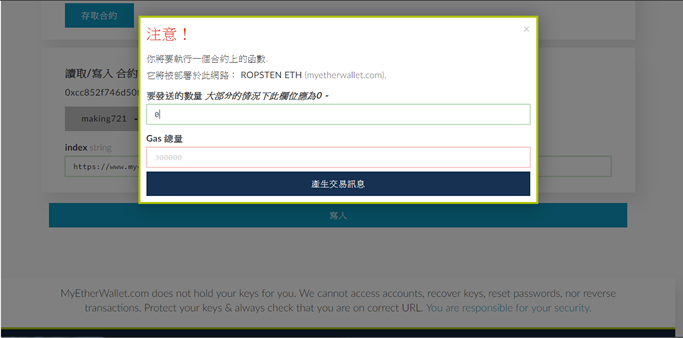 存取合約
注意！
×
你將要執行一個合約上的函數.
它將被部署於此網路： ROPSTEN ETH (myetherwallet.com).
讀取/寫入 合約
要發送的數量 大部分的情況下此欄位應為0。
0
making721
Gas 總量
index string
300000
https://www.my
產生交易訊息
寫入
MyEtherWallet.com does not hold your keys for you. We cannot access accounts, recover keys, reset passwords, nor reverse
transactions. Protect your keys & always check that you are on correct URL. You are responsible for your security.